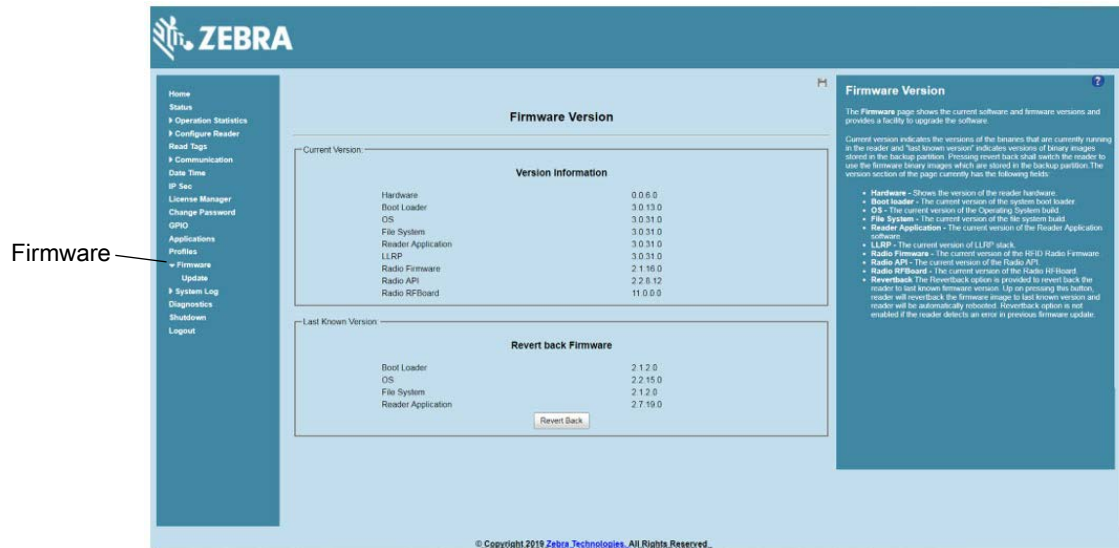 ZEBRA
Home
Status
Operation Statistics
Configure Reader
Read Tags
Communication
Date Time
IP Sec
License Manager
Change Password
GPIO
Applications
Profiles
Firmware
Update
System Log
Diagnostics
Shutdown
Logout
Firmware
Firmware Version
Current Version:
Version Information
Hardware 0.0.6.0
Boot Loader 3.0.13.0
OS 3.0.31.0
File System 3.0.31.0
Reader Application 3.0.31.0
LLRP 3.0.31.0
Radio Firmware 2.1.16.0
Radio API 2.2.6.12
Radio RFBoard 11.0.0.0
Last Known Version:
Revert back Firmware
Boot Loader 2.1.2.0
OS 2.2.15.0
File System 2.1.2.0
Reader Application 2.7.19.0
Revert Back
?
Firmware Version
The Firmware page shows the current software and firmware versions and
provides a facility to upgrade the software.
Current version indicates the versions of the binaries that are currently running
in the reader and "last known version" indicates versions of binary images
stored in the backup partition. Pressing revert back shall switch the reader to
use the firmware binary images which are stored in the backup partition.The
version section of the page currently has the following fields:
• Hardware - Shows the version of the reader hardware.
• Boot loader - The current version of the system boot loader.
• OS - The current version of the Operating System build.
• File System - The current version of the file system build.
• Reader Application - The current version of the Reader Application
software.
• LLRP - The current version of LLRP stack.
• Radio Firmware - The current version of the RFID Radio Firmware
• Radio API - The current version of the Radio API.
• Radio RFBoard - The current version of the Radio RFBoard.
• Revertback The Revertback option is provided to revert back the
reader to last known firmware version. Up on pressing this button,
reader will revertback the firmware image to last known version and
reader will be automatically rebooted. Revertback option is not
enabled if the reader detects an error in previous firmware update.
© Copyright 2019 Zebra Technologies. All Rights Reserved